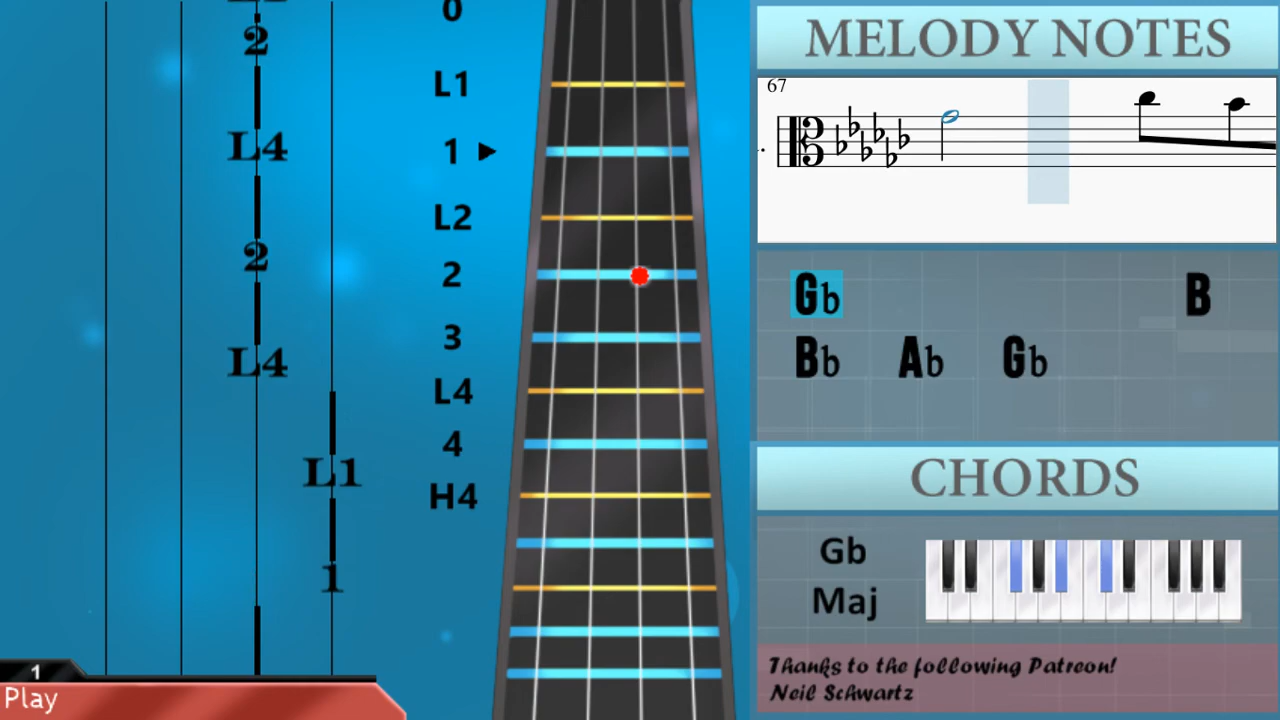 2
L4
2
L4
L1
1
1
Play
0
L1
1
L2
2
3
L4
4
H4
MELODY NOTES
67
Gb B
Bb Ab Gb
CHORDS
Gb
Maj
Thanks to the following Patreon!
Neil Schwartz